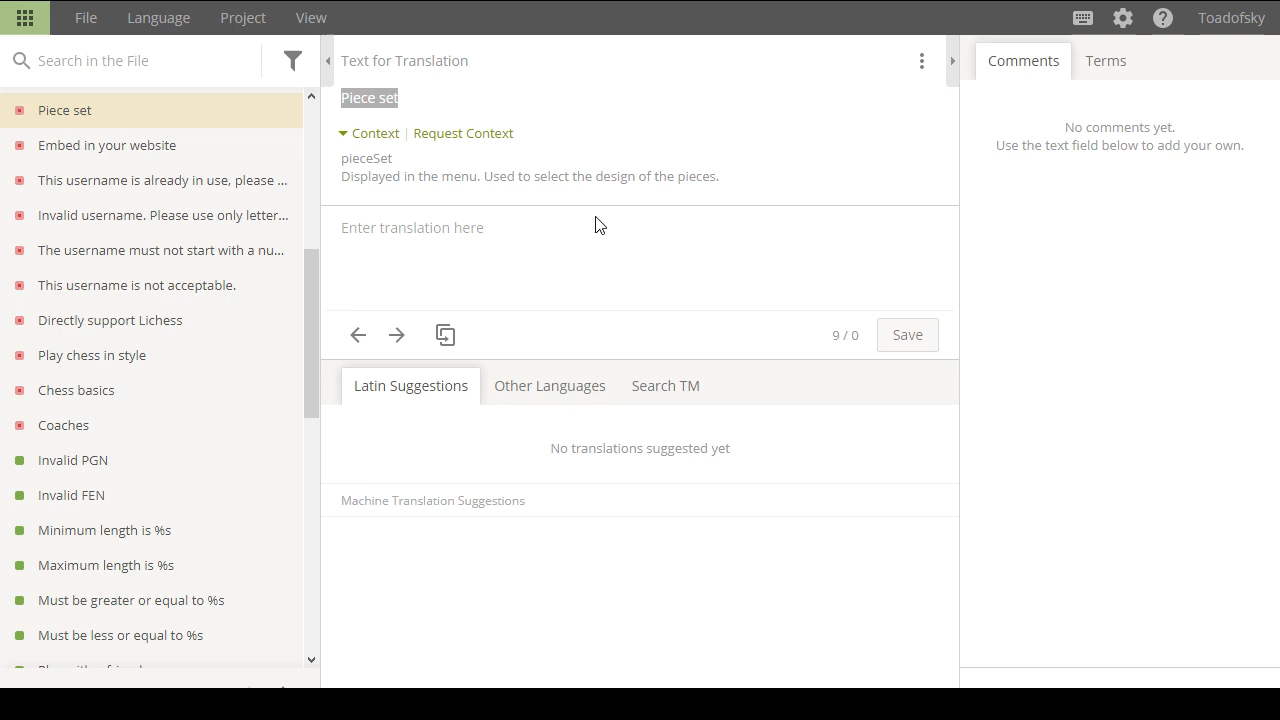 File Language Project View Toadofsky
Search in the File
Piece set
Embed in your website
This username is already in use, please ...
Invalid username. Please use only letter...
The username must not start with a nu...
This username is not acceptable.
Directly support Lichess
Play chess in style
Chess basics
Coaches
Invalid PGN
Invalid FEN
Minimum length is %s
Maximum length is %s
Must be greater or equal to %s
Must be less or equal to %s
Text for Translation
Piece set
Context | Request Context
pieceSet
Displayed in the menu. Used to select the design of the pieces.
Enter translation here
9 / 0 Save
Latin Suggestions Other Languages Search TM
No translations suggested yet
Machine Translation Suggestions
Comments Terms
No comments yet.
Use the text field below to add your own.